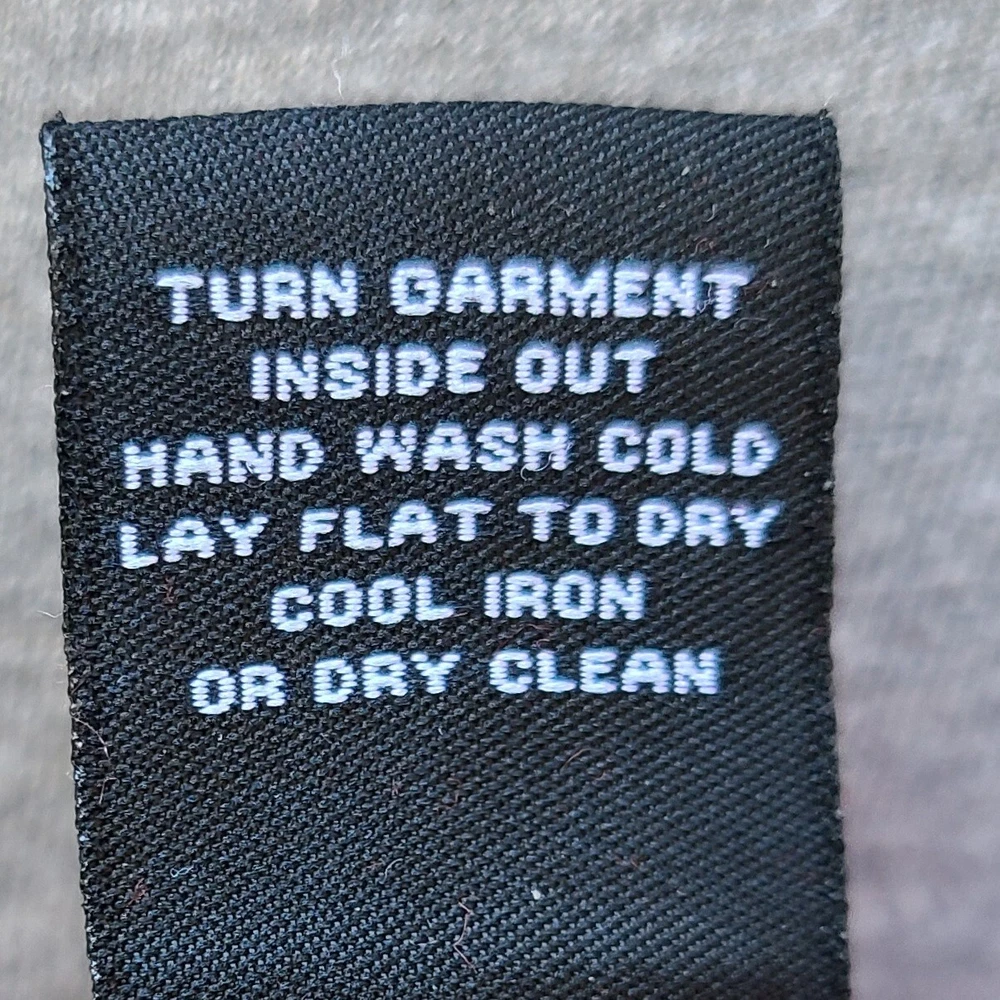 TURN GARMENT
INSIDE OUT
HAND WASH COLD
LAY FLAT TO DRY
COOL IRON
OR DRY CLEAN